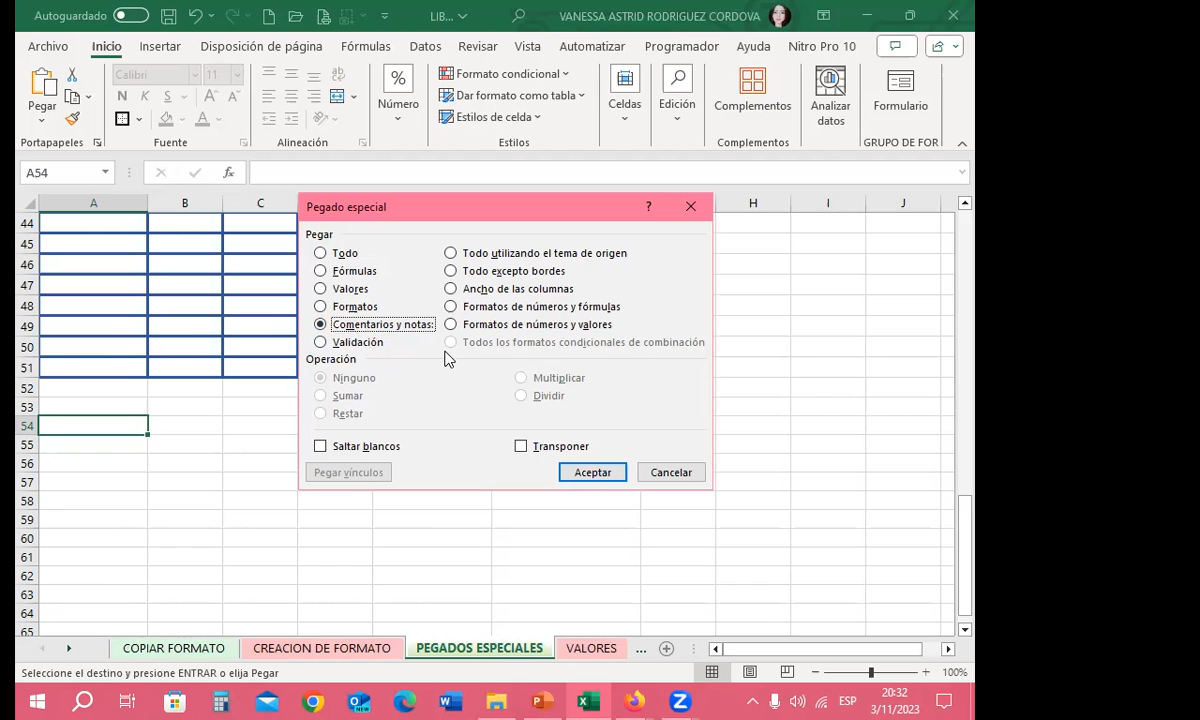 Autoguardado LIB... VANESSA ASTRID RODRIGUEZ CORDOVA
Archivo Inicio Insertar Disposición de página Fórmulas Datos Revisar Vista Automatizar Programador Ayuda Nitro Pro 10
Pegar
Portapapeles
Calibri 11
N K S A A
A
Fuente
ab
Alineación
%
Número
Formato condicional
Dar formato como tabla
Estilos de celda
Estilos
Celdas
Edición
Complementos
Complementos
Analizar
datos
Formulario
GRUPO DE FOR
A54 fx
A B C H I J
44
45
46
47
48
49
50
51
52
53
54
55
56
57
58
59
60
61
62
63
64
65
Pegado especial ?
Pegar
Todo Todo utilizando el tema de origen
Fórmulas Todo excepto bordes
Valores Ancho de las columnas
Formatos Formatos de números y fórmulas
Comentarios y notas: Formatos de números y valores
Validación Todos los formatos condicionales de combinación
Operación
Ninguno Multiplicar
Sumar Dividir
Restar
Saltar blancos Transponer
Pegar vínculos Aceptar Cancelar
COPIAR FORMATO CREACION DE FORMATO PEGADOS ESPECIALES VALORES ...
Seleccione el destino y presione ENTRAR o elija Pegar 100%
ESP 20:32
3/11/2023